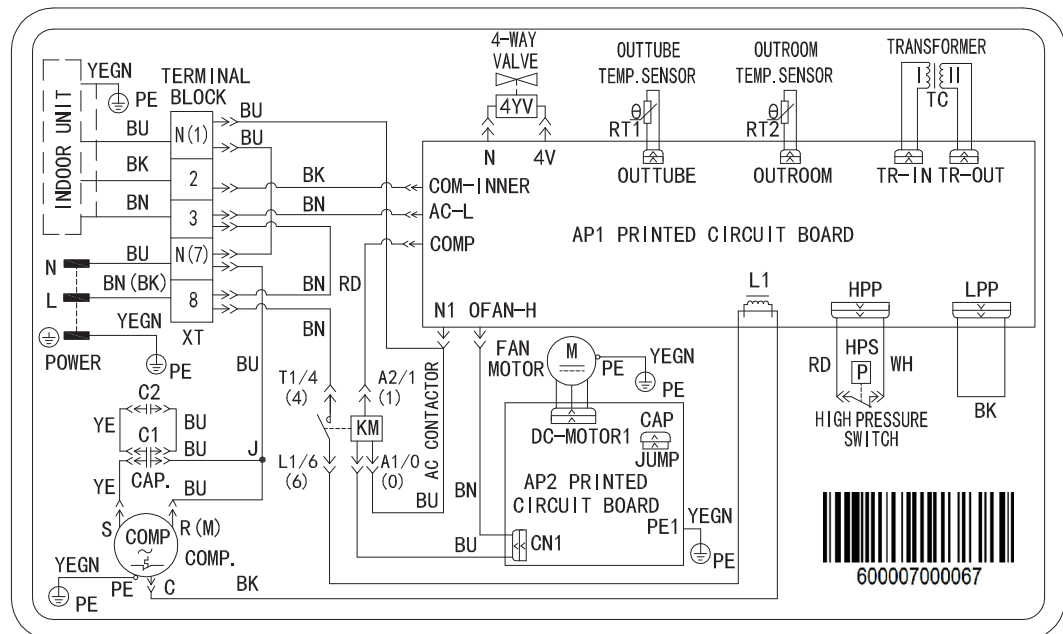 4-WAY
VALVE
4YV
N
4V
OUTTUBE
TEMP.SENSOR
θ
RT1
OUTTUBE
OUTROOM
TEMP.SENSOR
θ
RT2
OUTROOM
TRANSFORMER
I
II
TC
TR-IN
TR-OUT
INDOOR UNIT
YEGN
PE
TERMINAL
BLOCK
BU
BU
BU
N(1)
BK
2
BK
COM-INNER
BN
3
BN
AC-L
COMP
AP1 PRINTED CIRCUIT BOARD
N
BU
N(7)
L
BN(BK)
8
BN
RD
XT
YEGN
POWER
PE
BN
BU
N1
OFAN-H
L1
HPP
LPP
FAN
MOTOR
M
PE
YEGN
PE
RD
HPS
WH
P
HIGH PRESSURE
SWITCH
BK
T1/4
(4)
A2/1
(1)
KM
AC CONTACTOR
L1/6
(6)
A1/0
(0)
BU
BN
BU
C2
YE
BU
C1
BU
J
CAP.
YE
BU
S
R(M)
COMP
COMP.
YEGN
PE
PE
C
BK
DC-MOTOR1
CAP
JUMP
AP2 PRINTED
CIRCUIT BOARD
CN1
PE1
YEGN
PE
600007000067